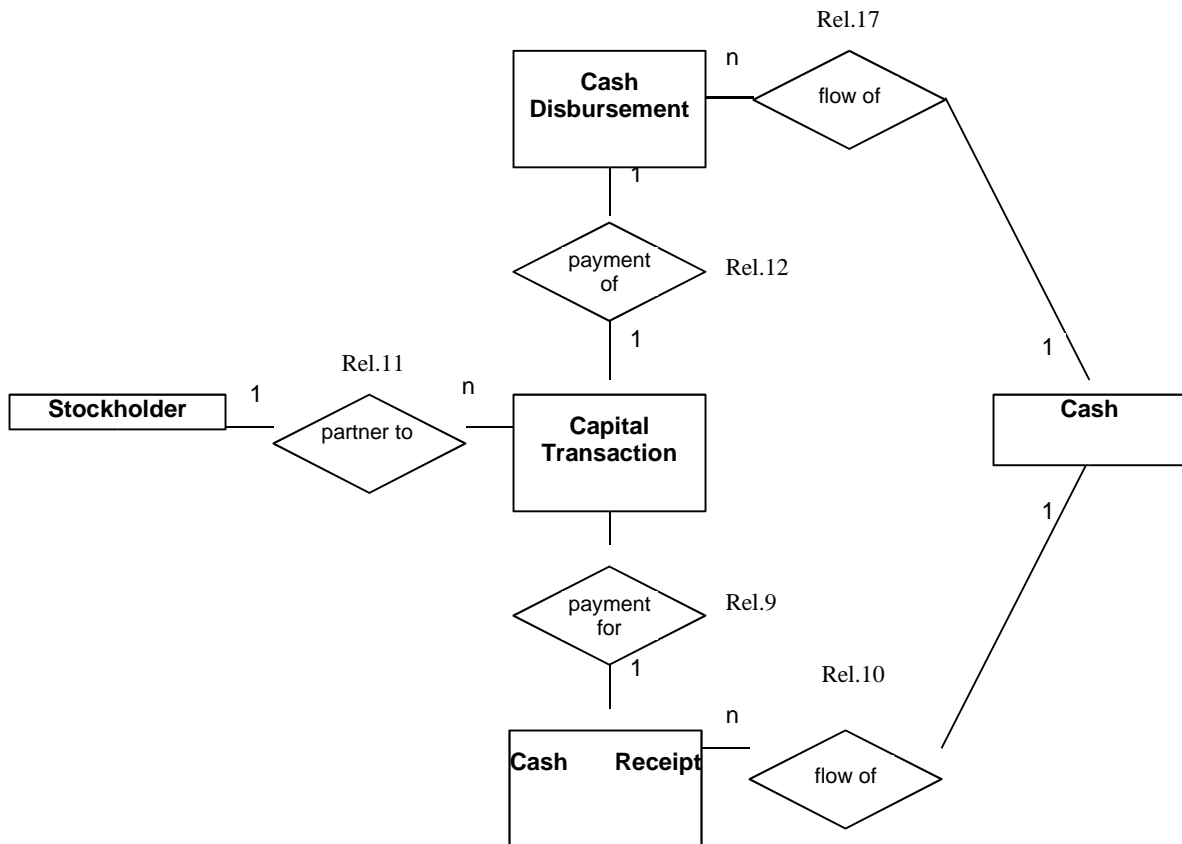 Rel.17
n
Cash
Disbursement
flow of
1
payment
of
Rel.12
1
1
Rel.11
1
n
Stockholder
partner to
Capital
Transaction
Cash
1
payment
for
Rel.9
1
Rel.10
n
Cash Receipt
flow of